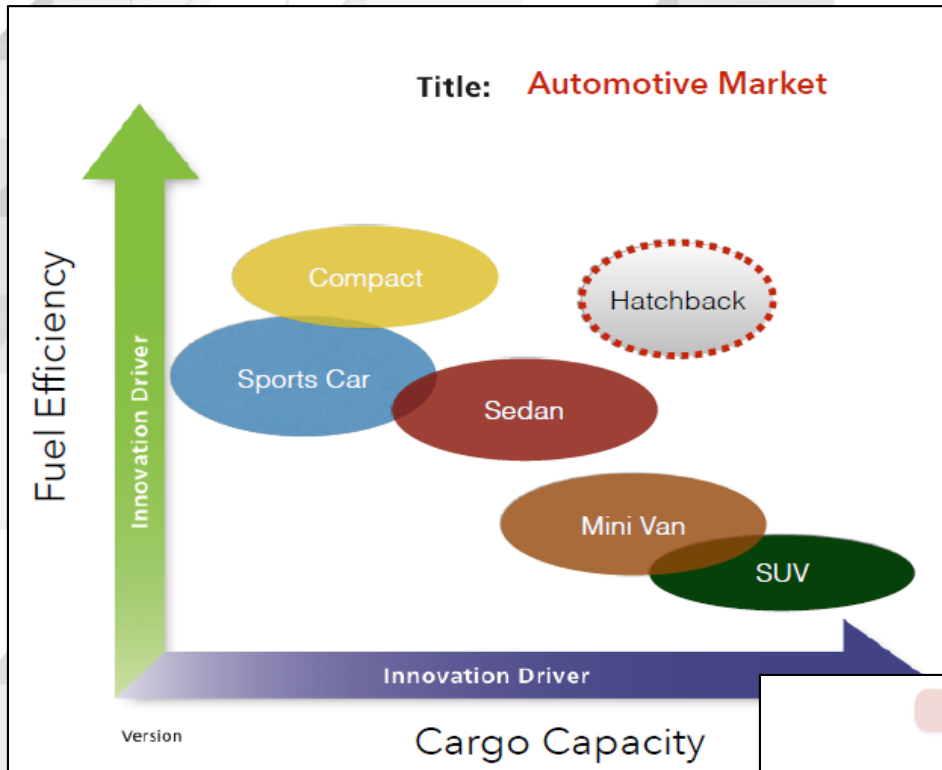 Title: Automotive Market
Fuel Efficiency
Innovation Driver
Compact
Hatchback
Sports Car
Sedan
Mini Van
SUV
Innovation Driver
Version
Cargo Capacity